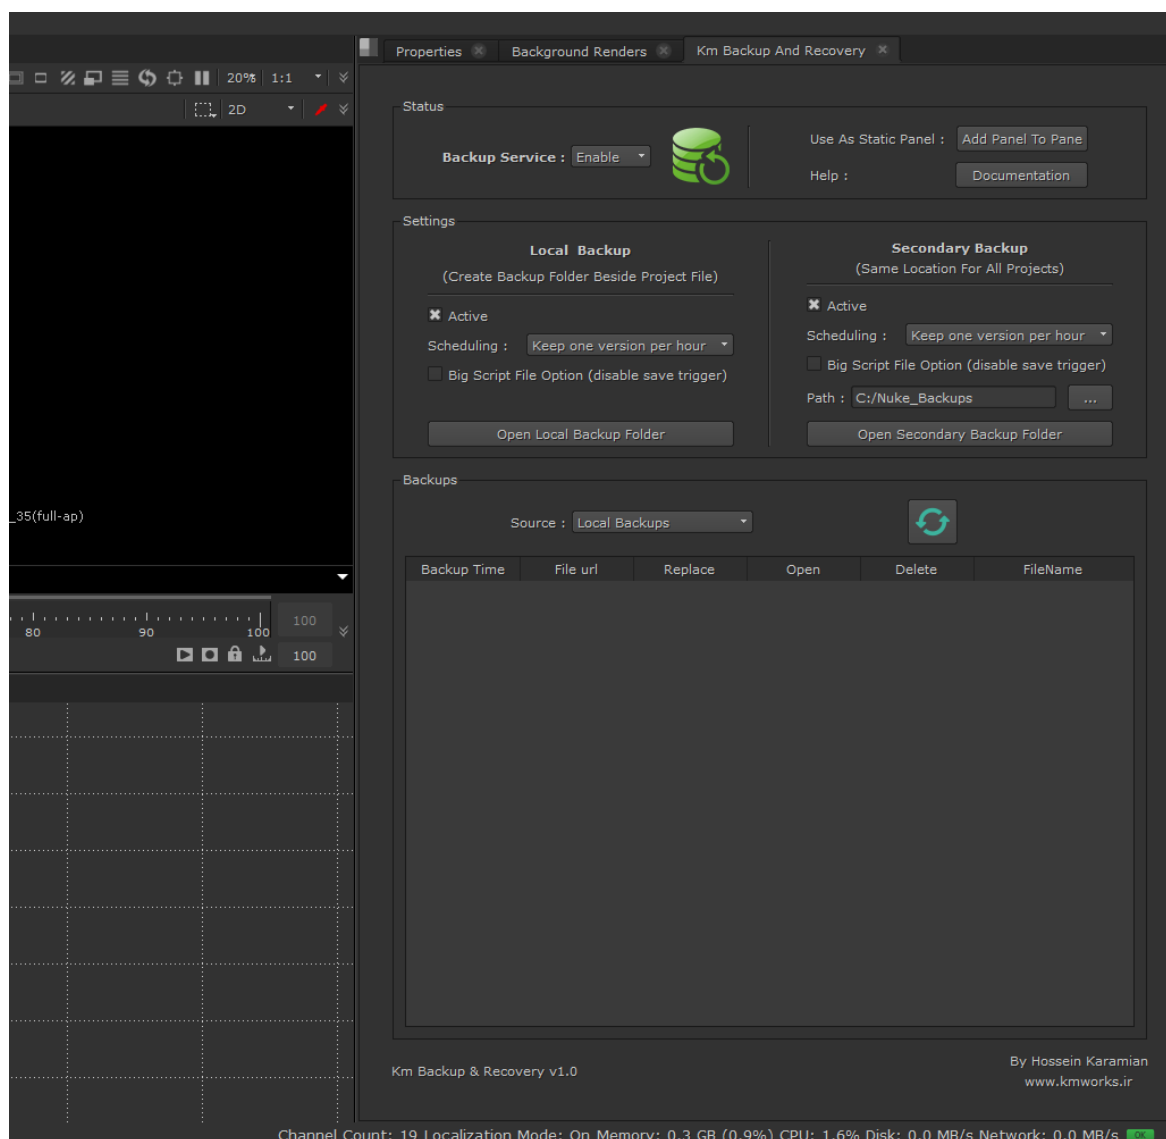 Properties
Background Renders
Km Backup And Recovery
20% 1:1
2D
Status
Backup Service : Enable
Use As Static Panel : Add Panel To Pane
Help : Documentation
Settings
Local Backup
(Create Backup Folder Beside Project File)
Active
Scheduling : Keep one version per hour
Big Script File Option (disable save trigger)
Open Local Backup Folder
Secondary Backup
(Same Location For All Projects)
Active
Scheduling : Keep one version per hour
Big Script File Option (disable save trigger)
Path : C:/Nuke_Backups ...
Open Secondary Backup Folder
_35(full-ap)
Backups
Source : Local Backups
Backup Time File url Replace Open Delete FileName
100
80 90 100
100
Km Backup & Recovery v1.0
By Hossein Karamian
www.kmworks.ir
Channel Count: 19 Localization Mode: On Memory: 0.3 GB (0.9%) CPU: 1.6% Disk: 0.0 MB/s Network: 0.0 MB/s OK